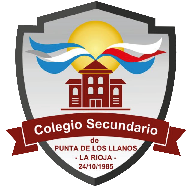 Colegio Secundario
de
PUNTA DE LOS LLANOS
- LA RIOJA -
24/10/1985